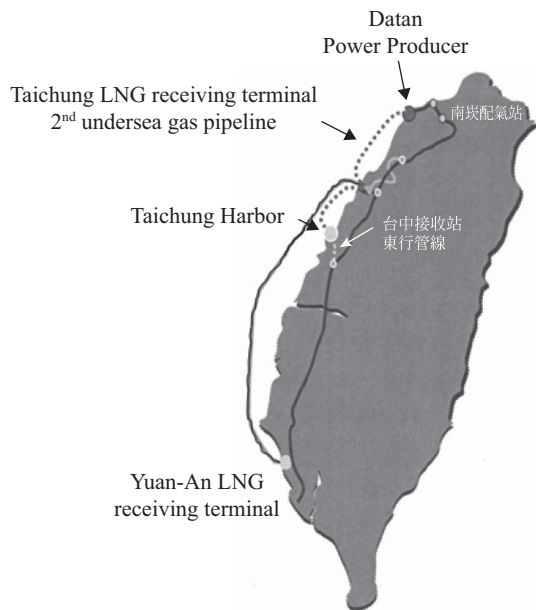 Datan
Power Producer
Taichung LNG receiving terminal
2nd undersea gas pipeline
南崁配氣站
Taichung Harbor
台中接收站
東行管線
Yuan-An LNG
receiving terminal